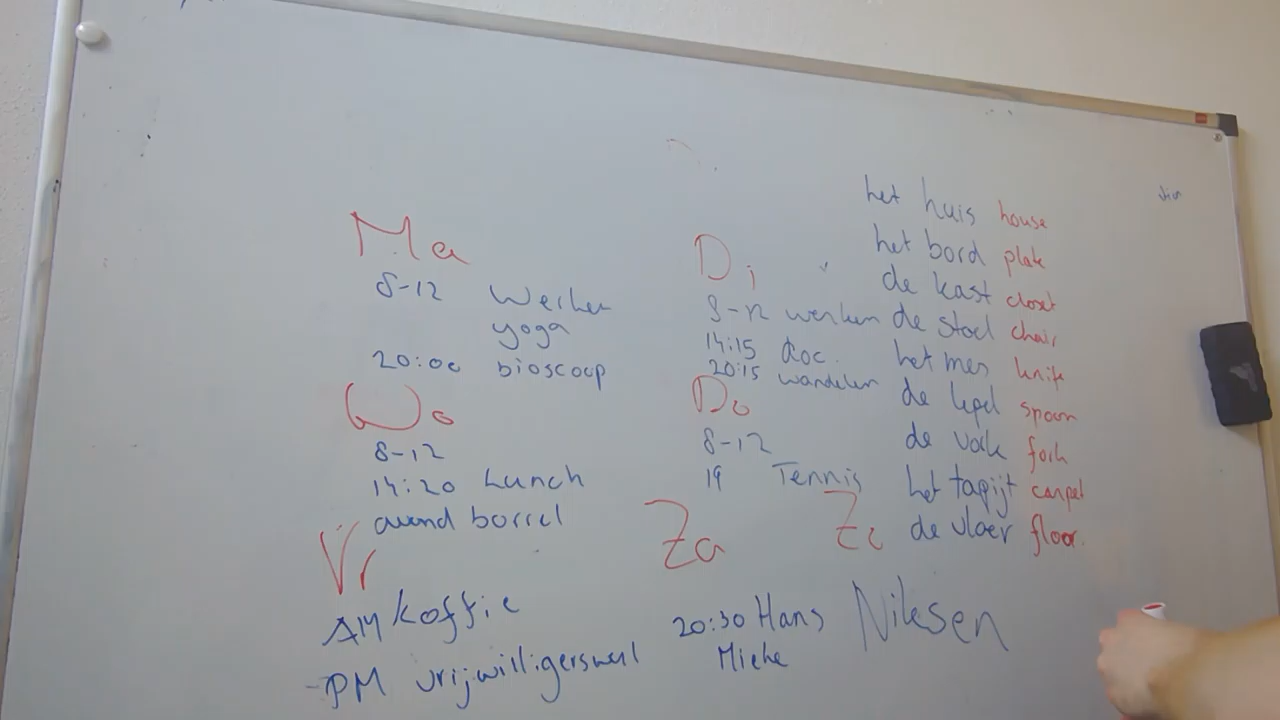 Ma
8-12 Werken
yoga
20:00 bioscoop
Di
8-12 werken
14:15 doc.
20:15 wandelen
Wo
8-12
14:20 Lunch
avond borrel
Do
8-12
19 Tennis
Vr
AM koffie
-PM vrijwilligerswerl
Za
20:30 Hans
Mieke
Zo
Niksen
het huis house
het bord plate
de kast closet
de stoel chair
het mes knife
de lepel spoon
de vork fork
het tapijt carpet
de vloer floor.